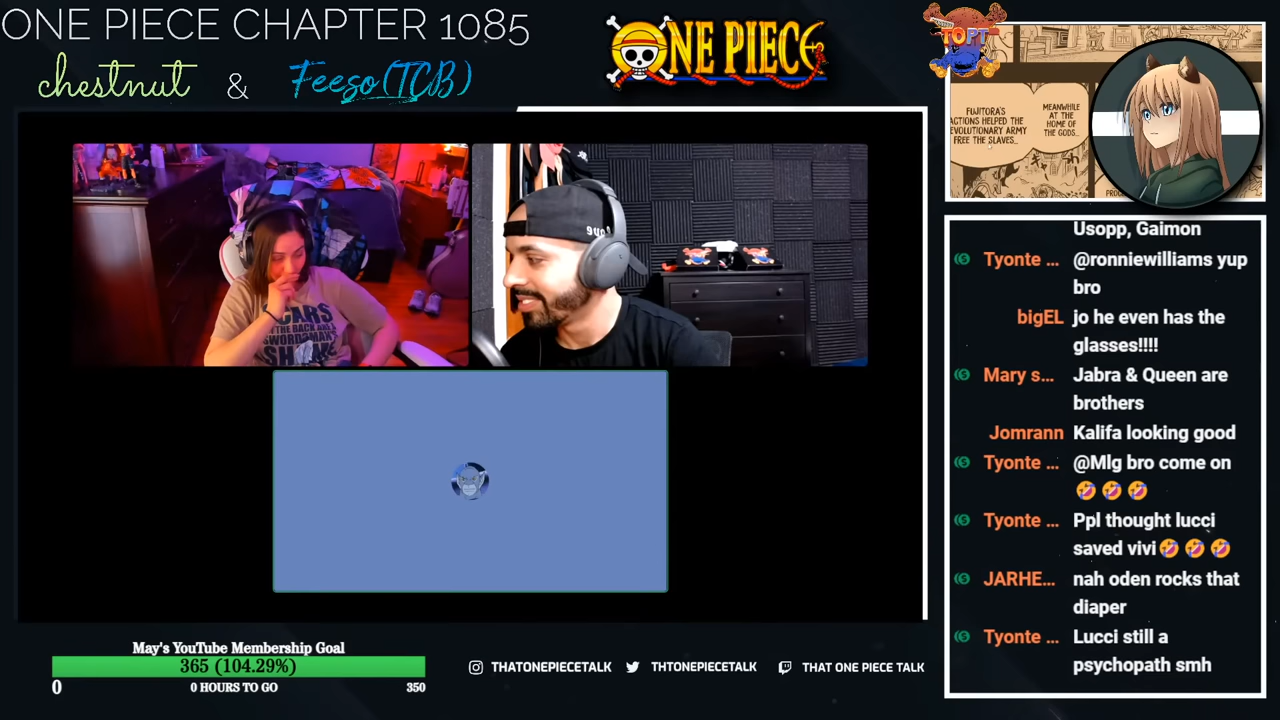 ONE PIECE CHAPTER 1085
chestnut & Feeso(TCB)
ONE PIECE
TOPT
FUJITORA'S
ACTIONS HELPED THE
REVOLUTIONARY ARMY
FREE THE SLAVES...
MEANWHILE
AT THE
HOME OF
THE GODS...
Usopp, Gaimon
Tyonte ... @ronniewilliams yup
bro
bigEL jo he even has the
glasses!!!!
Mary s... Jabra & Queen are
brothers
Jomrann Kalifa looking good
Tyonte ... @Mlg bro come on
🤣 🤣 🤣
Tyonte ... Ppl thought lucci
saved vivi 🤣 🤣 🤣
JARHE... nah oden rocks that
diaper
Tyonte ... Lucci still a
psychopath smh
May's YouTube Membership Goal
365 (104.29%)
0 0 HOURS TO GO 350
THATONEPIECETALK THTONEPIECETALK THAT ONE PIECE TALK